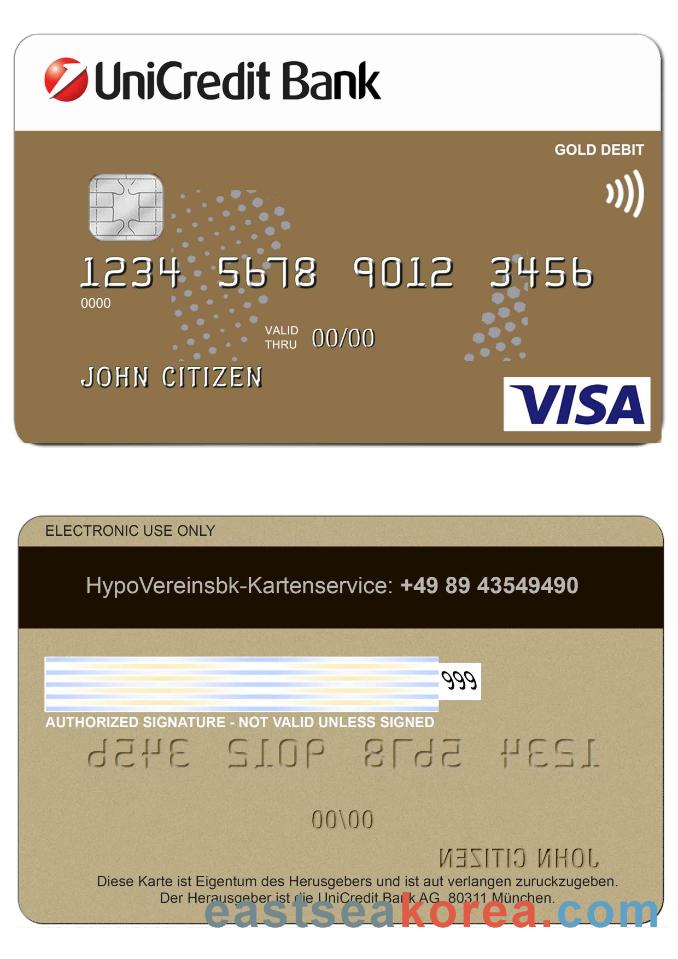 UniCredit Bank
GOLD DEBIT
1234 5678 9012 3456
0000
VALID
THRU 00/00
JOHN CITIZEN
VISA
ELECTRONIC USE ONLY
HypoVereinsbk-Kartenservice: +49 89 43549490
999
AUTHORIZED SIGNATURE - NOT VALID UNLESS SIGNED
1234 5678 9012 3456
00/00
JOHN CITIZEN
Diese Karte ist Eigentum des Herusgebers und ist aut verlangen zuruckzugeben.
Der Herausgeber ist die UniCredit Bank AG, 80311 München.
eastseakorea.com